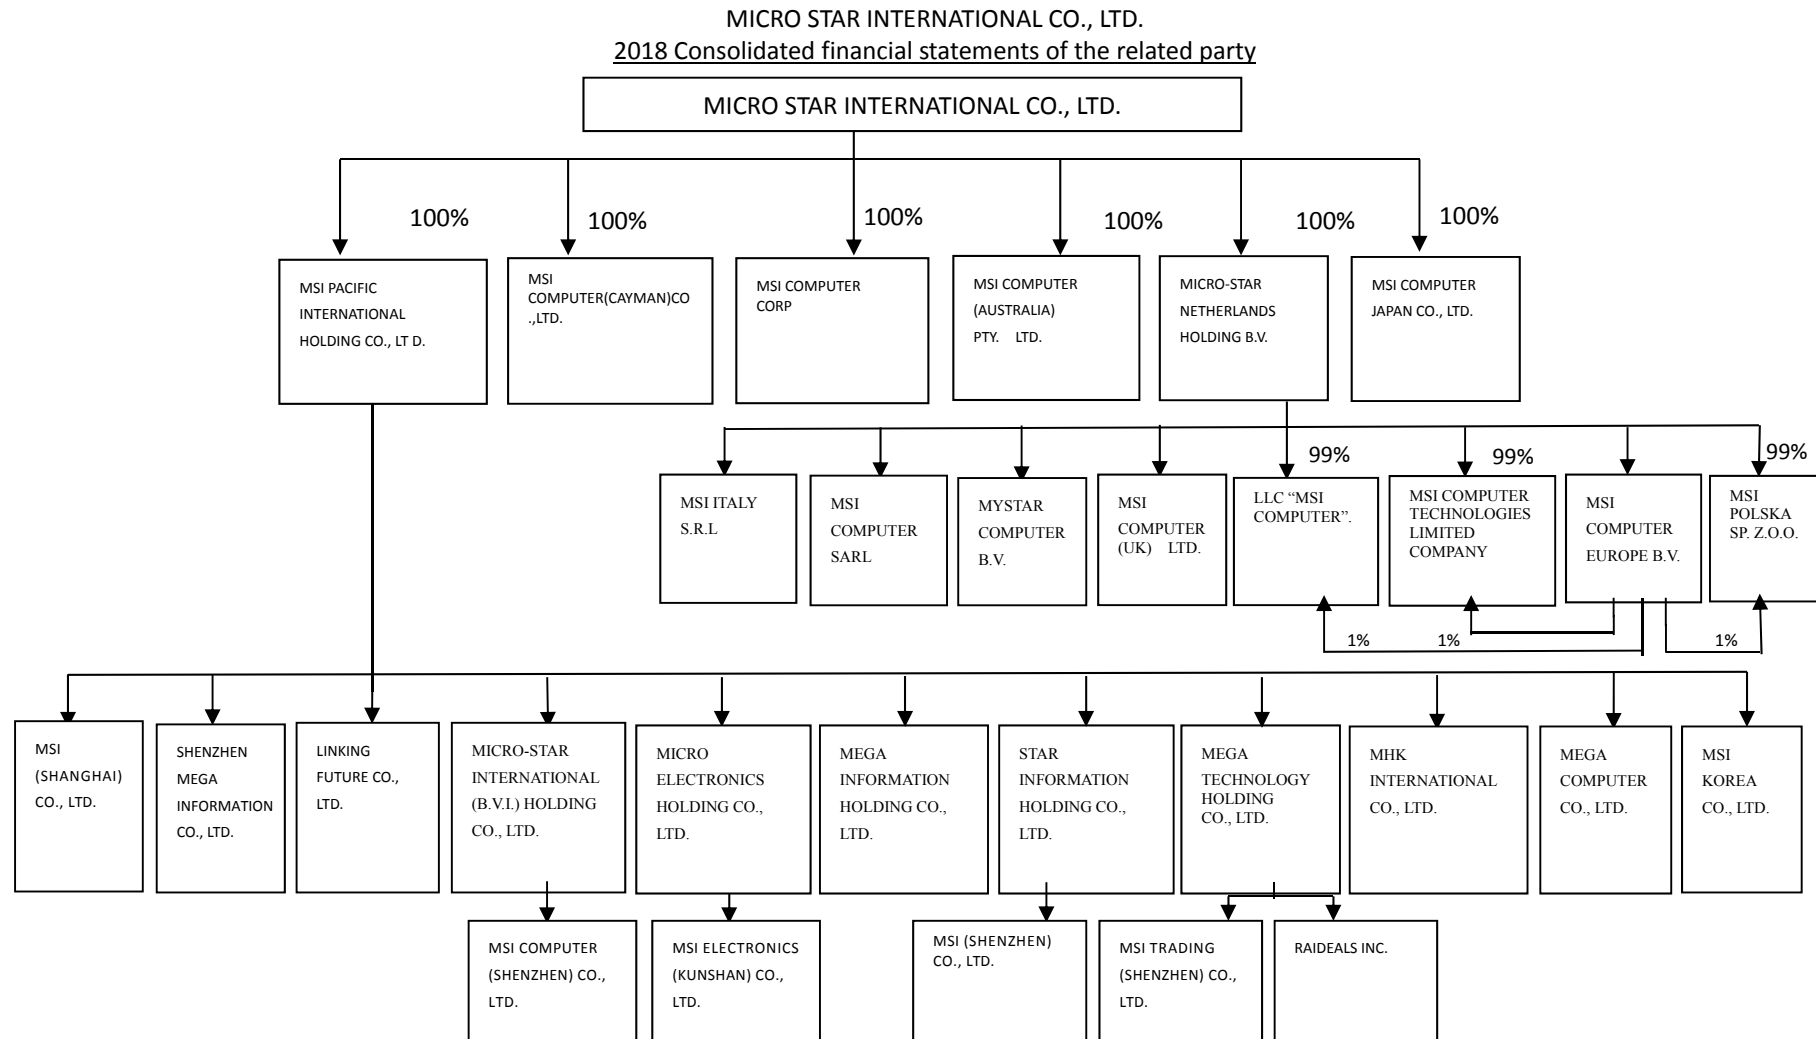 MICRO STAR INTERNATIONAL CO., LTD.
2018 Consolidated financial statements of the related party
MICRO STAR INTERNATIONAL CO., LTD.
100%
100%
100%
100%
100%
100%
MSI PACIFIC
INTERNATIONAL
HOLDING CO., LT D.
MSI
COMPUTER(CAYMAN)CO
.,LTD.
MSI COMPUTER
CORP
MSI COMPUTER
(AUSTRALIA)
PTY. LTD.
MICRO-STAR
NETHERLANDS
HOLDING B.V.
MSI COMPUTER
JAPAN CO., LTD.
99%
99%
99%
MSI ITALY
S.R.L
MSI
COMPUTER
SARL
MYSTAR
COMPUTER
B.V.
MSI
COMPUTER
(UK) LTD.
LLC “MSI
COMPUTER”.
MSI COMPUTER
TECHNOLOGIES
LIMITED
COMPANY
MSI
COMPUTER
EUROPE B.V.
MSI
POLSKA
SP. Z.O.O.
1%
1%
1%
MSI
(SHANGHAI)
CO., LTD.
SHENZHEN
MEGA
INFORMATION
CO., LTD.
LINKING
FUTURE CO.,
LTD.
MICRO-STAR
INTERNATIONAL
(B.V.I.) HOLDING
CO., LTD.
MICRO
ELECTRONICS
HOLDING CO.,
LTD.
MEGA
INFORMATION
HOLDING CO.,
LTD.
STAR
INFORMATION
HOLDING CO.,
LTD.
MEGA
TECHNOLOGY
HOLDING
CO., LTD.
MHK
INTERNATIONAL
CO., LTD.
MEGA
COMPUTER
CO., LTD.
MSI
KOREA
CO., LTD.
MSI COMPUTER
(SHENZHEN) CO.,
LTD.
MSI ELECTRONICS
(KUNSHAN) CO.,
LTD.
MSI (SHENZHEN)
CO., LTD.
MSI TRADING
(SHENZHEN) CO.,
LTD.
RAIDEALS INC.